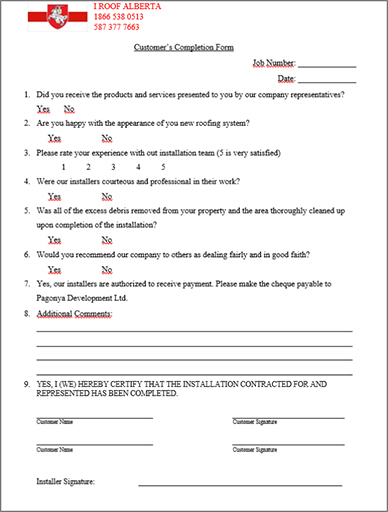 I ROOF ALBERTA
1866 538 0513
587 377 7663
Customer's Completion Form
Job Number: ______________
Date: ______________
1. Did you receive the products and services presented to you by our company representatives?
Yes No
2. Are you happy with the appearance of you new roofing system?
Yes No
3. Please rate your experience with out installation team (5 is very satisfied)
1 2 3 4 5
4. Were our installers courteous and professional in their work?
Yes No
5. Was all of the excess debris removed from your property and the area thoroughly cleaned up
upon completion of the installation?
Yes No
6. Would you recommend our company to others as dealing fairly and in good faith?
Yes No
7. Yes, our installers are authorized to receive payment. Please make the cheque payable to
Pagonya Development Ltd.
8. Additional Comments:
9. YES, I (WE) HEREBY CERTIFY THAT THE INSTALLATION CONTRACTED FOR AND
REPRESENTED HAS BEEN COMPLETED.
Customer Name Customer Signature
Customer Name Customer Signature
Installer Signature: